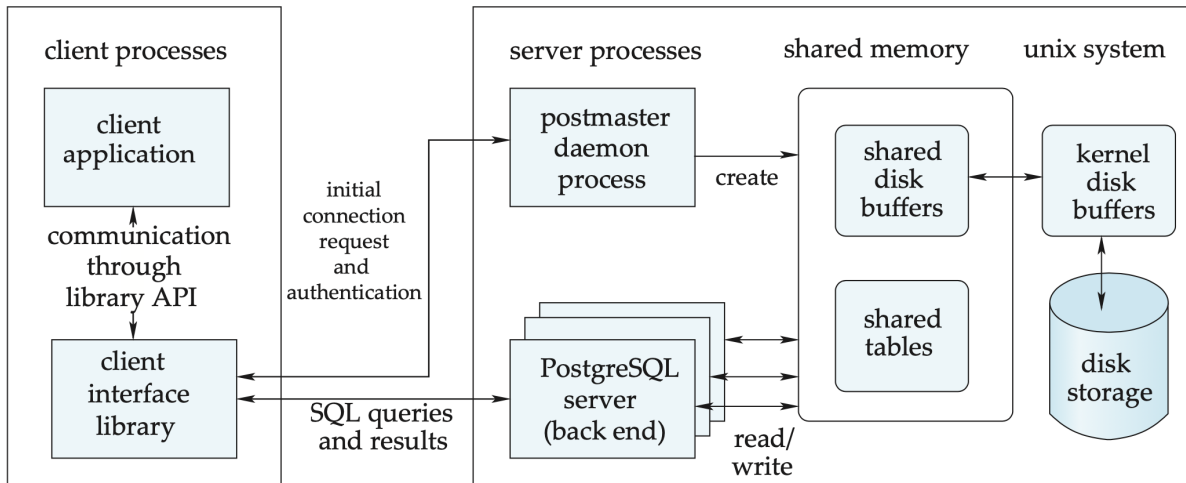 client processes
client
application
communication
through
library API
client
interface
library
initial
connection
request
and
authentication
SQL queries
and results
server processes
postmaster
daemon
process
create
PostgreSQL
server
(back end)
read/
write
shared memory
shared
disk
buffers
shared
tables
unix system
kernel
disk
buffers
disk
storage